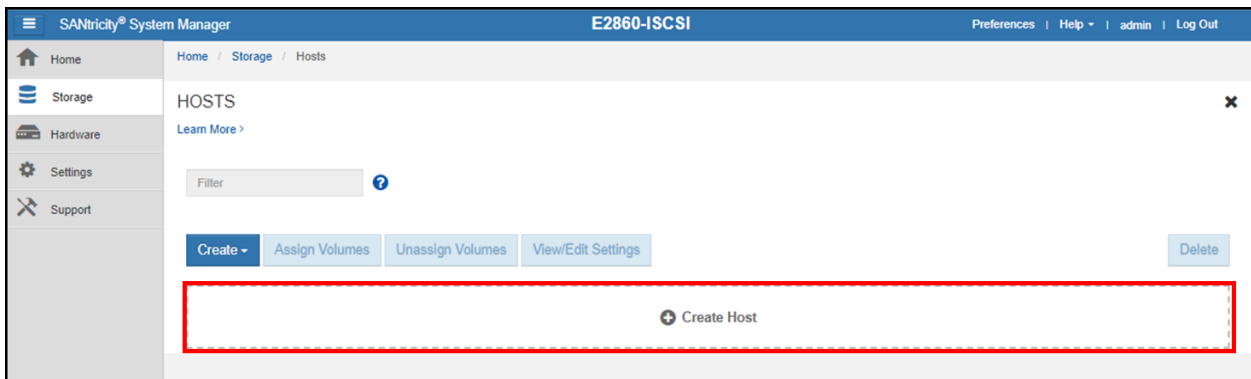 SANtricity® System Manager
E2860-ISCSI
Preferences | Help | admin | Log Out
Home
Storage
Hardware
Settings
Support
Home / Storage / Hosts
HOSTS
Learn More >
Filter
?
Create
Assign Volumes
Unassign Volumes
View/Edit Settings
Delete
Create Host